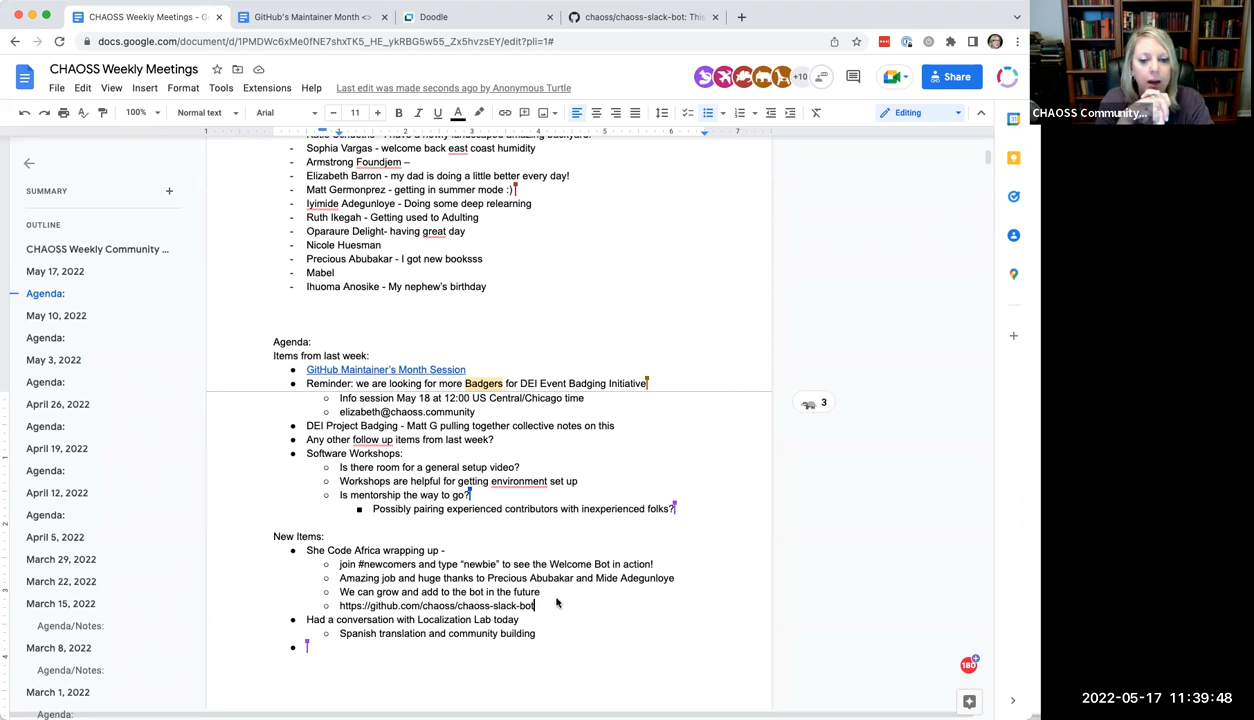 CHAOSS Weekly Meetings - G
GitHub's Maintainer Month <>
Doodle
chaoss/chaoss-slack-bot: Thi
docs.google.com/document/d/1PMDWc6xMe0fNE7shxTK5_HE_ykRBG5w55_Zx5hvzsEY/edit?pli=1#
CHAOSS Weekly Meetings
File Edit View Insert Format Tools Extensions Help
Last edit was made seconds ago by Anonymous Turtle
+10
Share
CHAOSS Community...
100%
Normal text
Arial
11
Editing
1 2 3 4 5 6 7
SUMMARY
OUTLINE
CHAOSS Weekly Community ...
May 17, 2022
Agenda:
May 10, 2022
Agenda:
May 3, 2022
Agenda:
April 26, 2022
Agenda:
April 19, 2022
Agenda:
April 12, 2022
Agenda:
April 5, 2022
March 29, 2022
March 22, 2022
March 15, 2022
Agenda/Notes:
March 8, 2022
Agenda/Notes:
March 1, 2022
Agenda:
- Sophia Vargas - welcome back east coast humidity
- Armstrong Foundjem –
- Elizabeth Barron - my dad is doing a little better every day!
- Matt Germonprez - getting in summer mode :)
- Iyimide Adegunloye - Doing some deep relearning
- Ruth Ikegah - Getting used to Adulting
- Oparaure Delight- having great day
- Nicole Huesman
- Precious Abubakar - I got new booksss
- Mabel
- Ihuoma Anosike - My nephew's birthday
Agenda:
Items from last week:
● GitHub Maintainer's Month Session
● Reminder: we are looking for more Badgers for DEI Event Badging Initiative
○ Info session May 18 at 12:00 US Central/Chicago time
○ elizabeth@chaoss.community
● DEI Project Badging - Matt G pulling together collective notes on this
● Any other follow up items from last week?
● Software Workshops:
○ Is there room for a general setup video?
○ Workshops are helpful for getting environment set up
○ Is mentorship the way to go?
■ Possibly pairing experienced contributors with inexperienced folks?
New Items:
● She Code Africa wrapping up -
○ join #newcomers and type "newbie" to see the Welcome Bot in action!
○ Amazing job and huge thanks to Precious Abubakar and Mide Adegunloye
○ We can grow and add to the bot in the future
○ https://github.com/chaoss/chaoss-slack-bot
● Had a conversation with Localization Lab today
○ Spanish translation and community building
●
3
180
2022-05-17 11:39:48